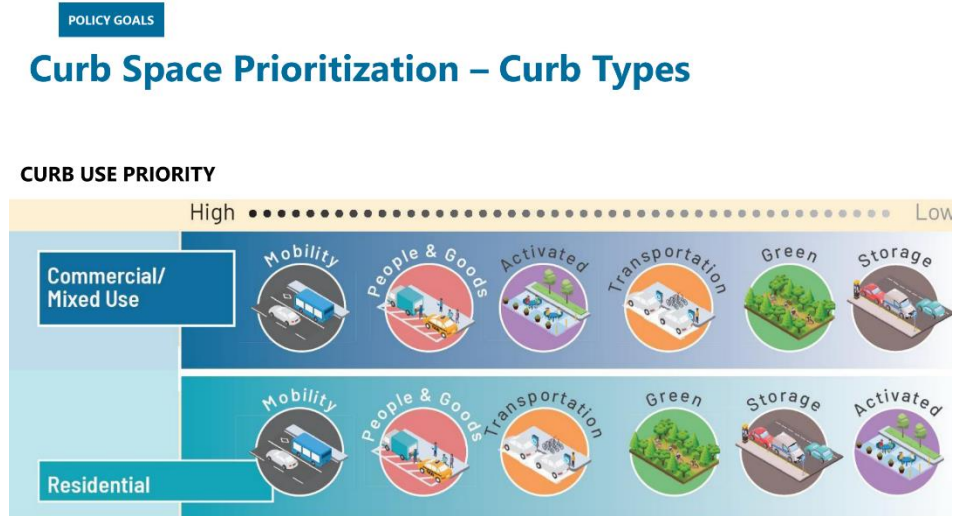 POLICY GOALS
Curb Space Prioritization – Curb Types
CURB USE PRIORITY
High Low
Commercial/
Mixed Use
Mobility People & Goods Activated Transportation Green Storage
Mobility People & Goods Transportation Green Storage Activated
Residential